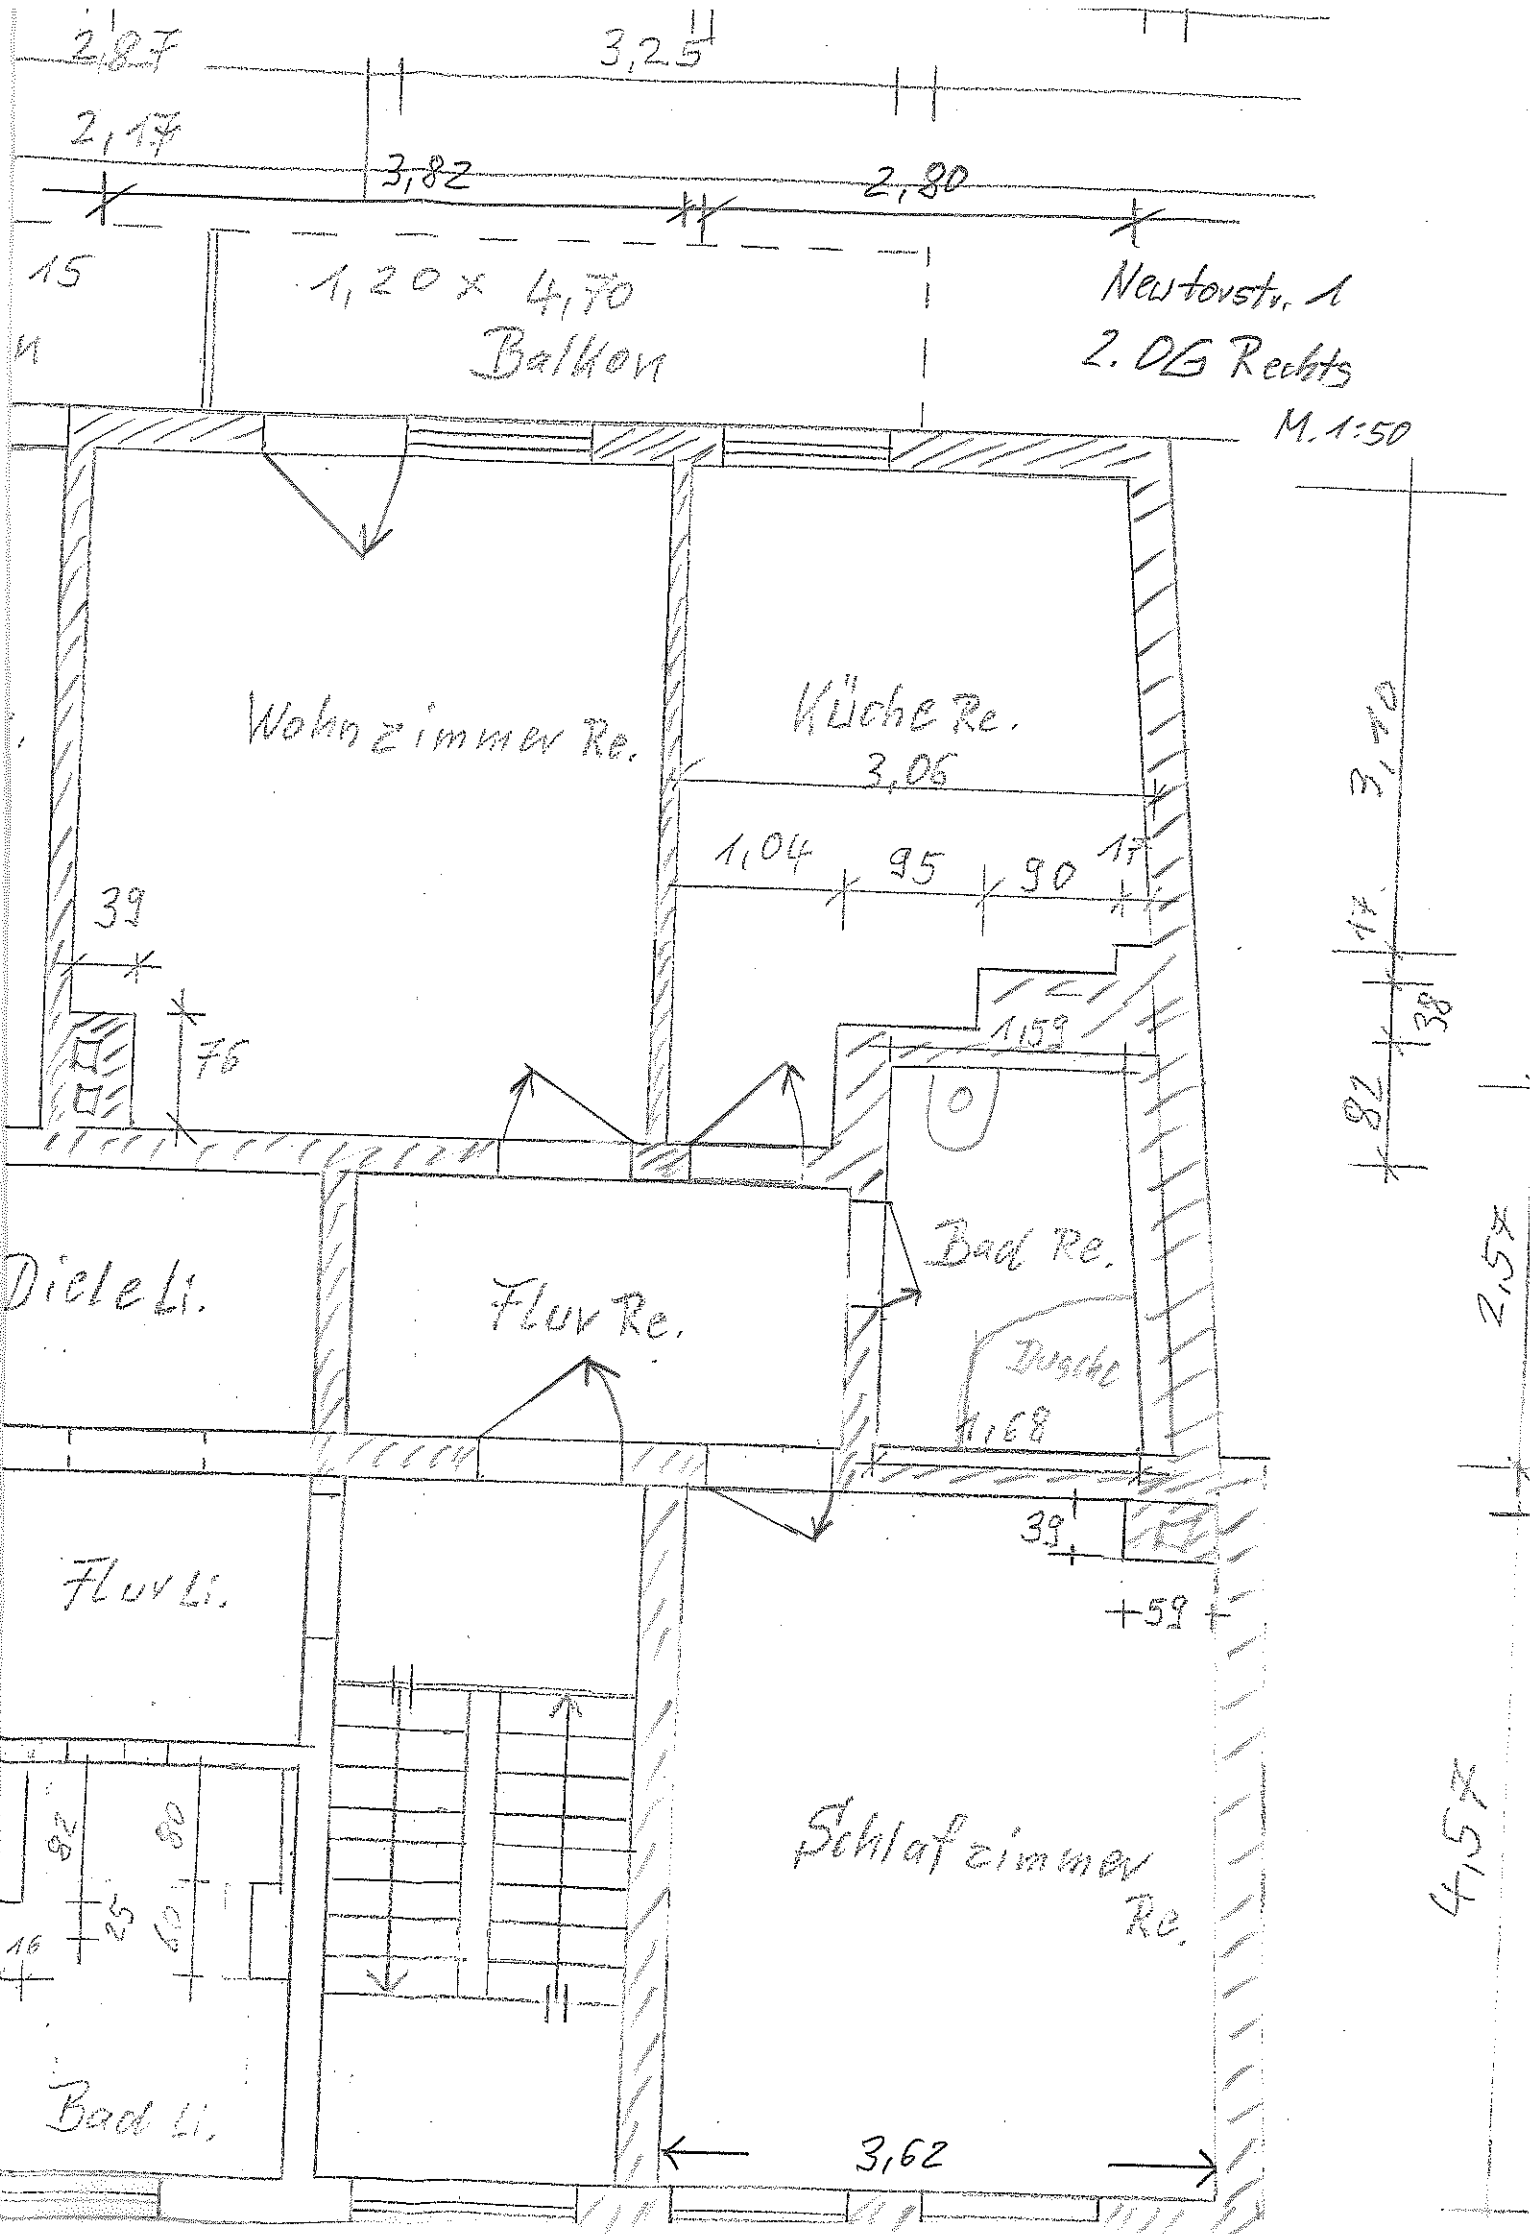 2,87
3,25
2,17
3,82
2,80
15
1,20 x 4,70
Balkon
n
Neutorstr. 1
2. OG Rechts
M. 1:50
Wohnzimmer Re.
Küche Re.
3,06
1,04
95
90
17
3,10
17
38
82
39
76
1,59
Bad Re.
2,57
Diele Li.
Flur Re.
Dusche
1,68
39
59
Flur Li.
82
80
25
60
16
Schlafzimmer
Re.
4,57
Bad Li.
3,62